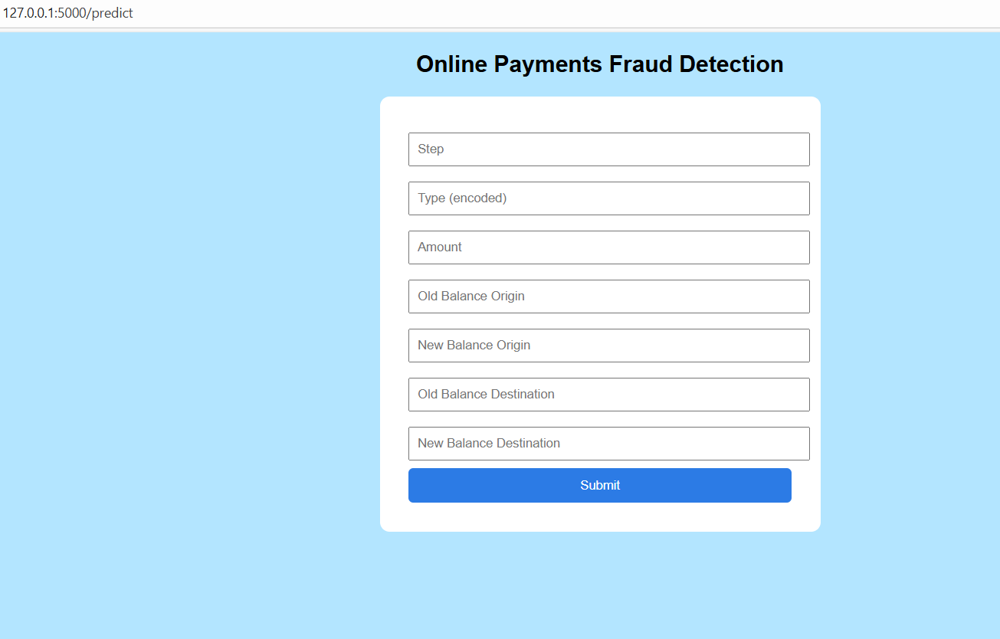 127.0.0.1:5000/predict
Online Payments Fraud Detection
Step
Type (encoded)
Amount
Old Balance Origin
New Balance Origin
Old Balance Destination
New Balance Destination
Submit